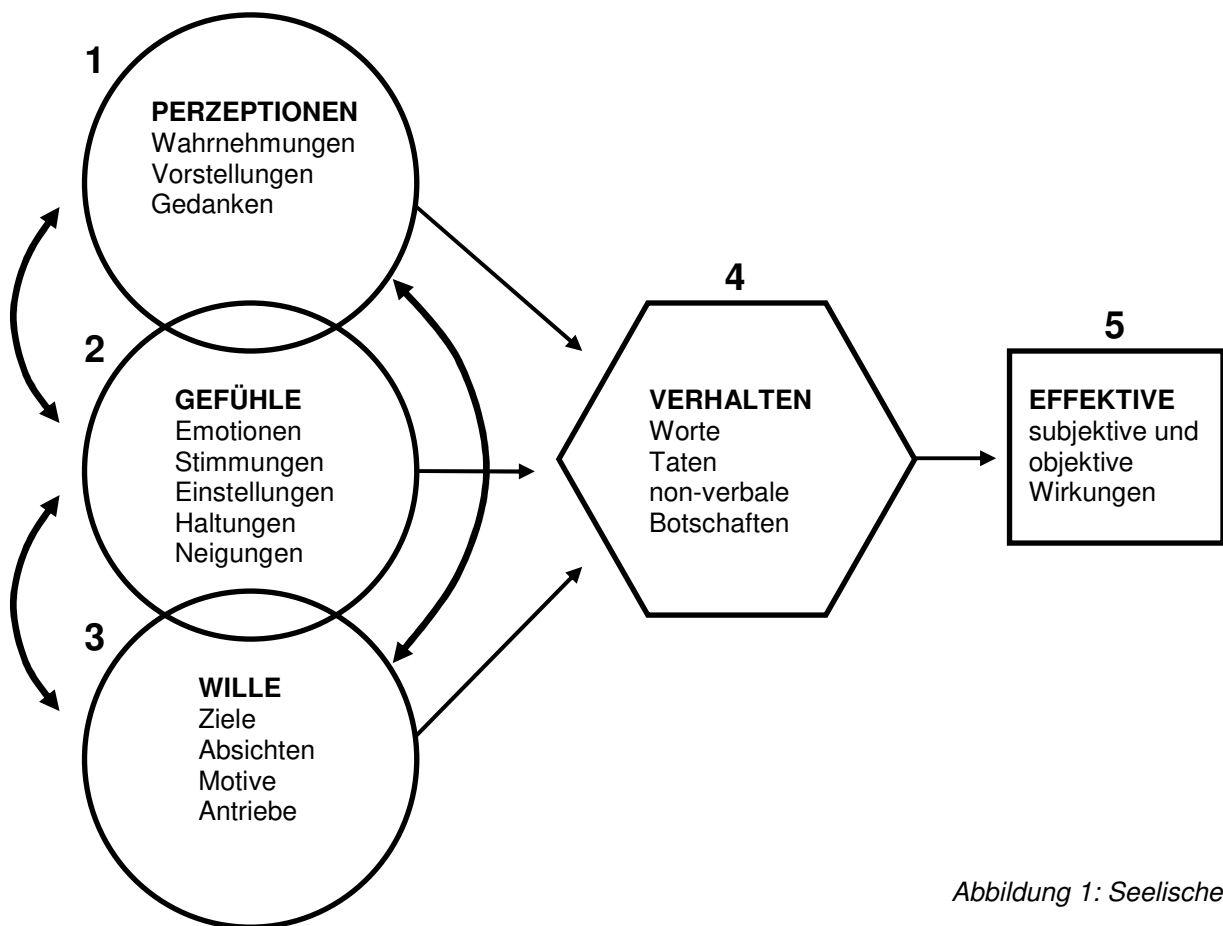 1
PERZEPTIONEN
Wahrnehmungen
Vorstellungen
Gedanken
2
GEFÜHLE
Emotionen
Stimmungen
Einstellungen
Haltungen
Neigungen
3
WILLE
Ziele
Absichten
Motive
Antriebe
4
VERHALTEN
Worte
Taten
non-verbale
Botschaften
5
EFFEKTIVE
subjektive und
objektive
Wirkungen
Abbildung 1: Seelische